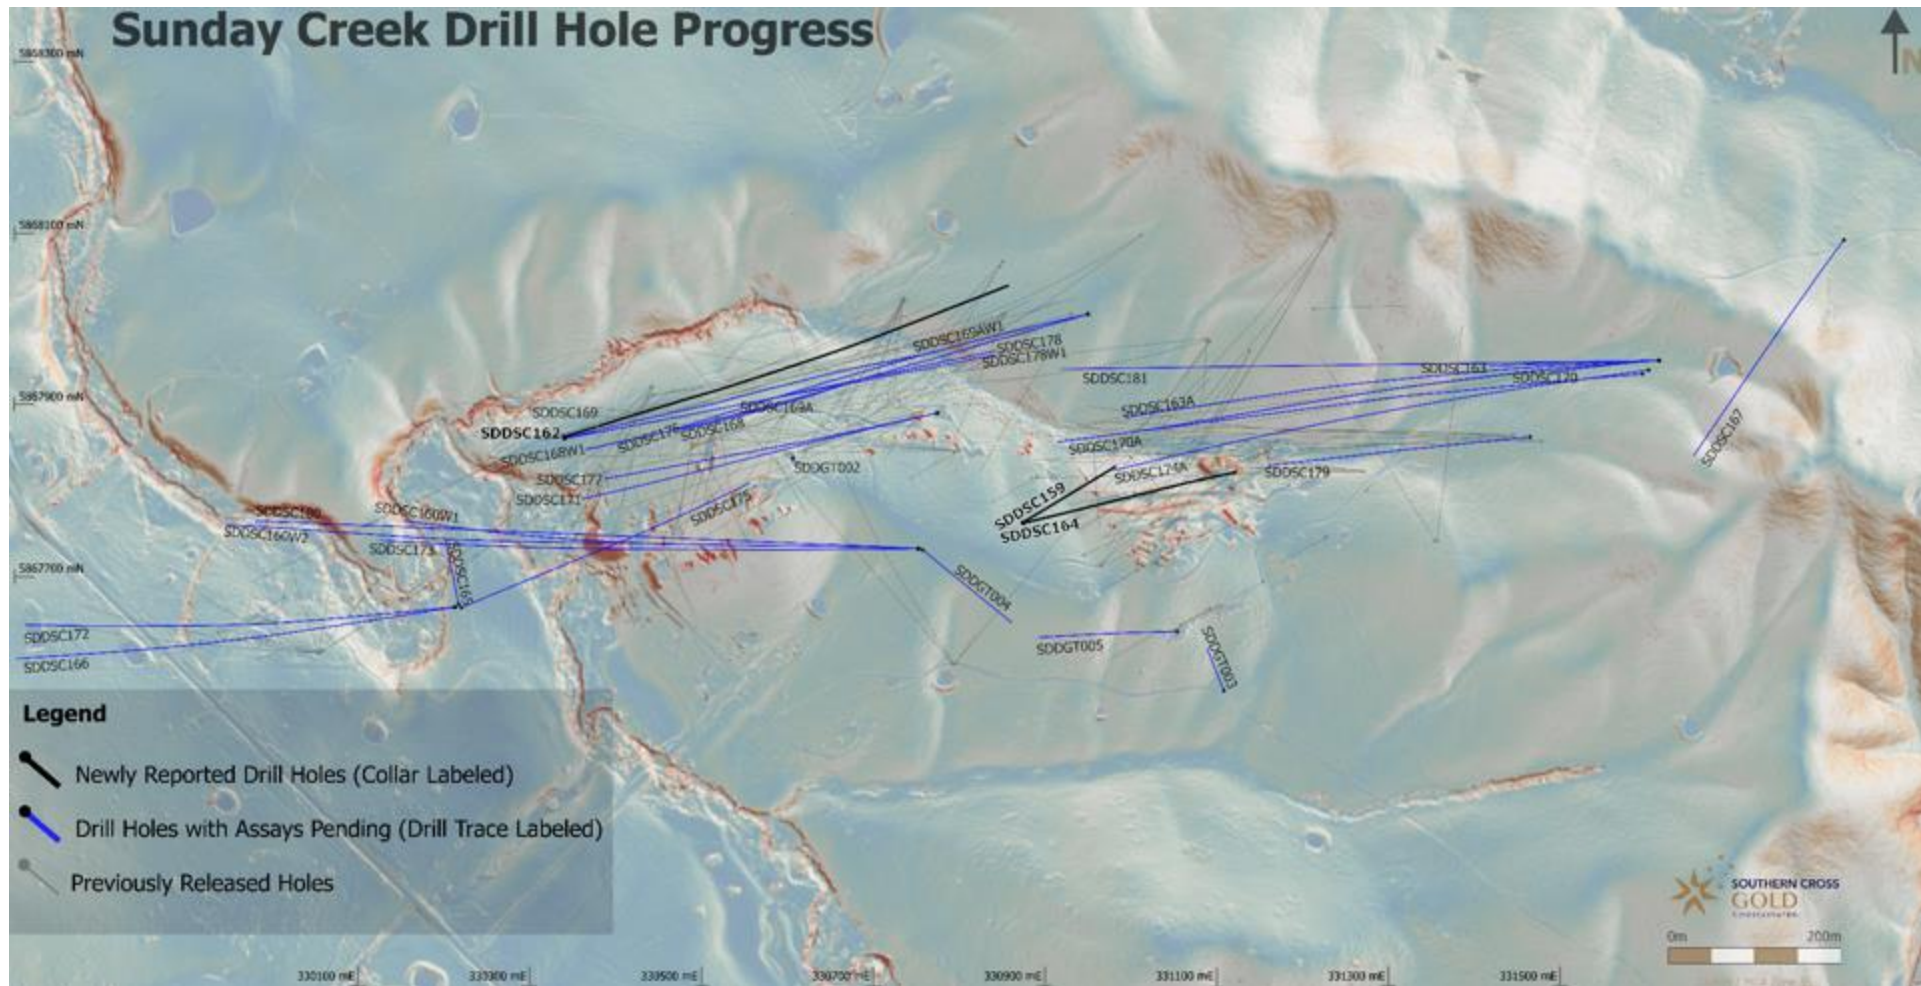 Sunday Creek Drill Hole Progress
N
5868300 mN
5868100 mN
5867900 mN
5867700 mN
SDDSC169AW1
SDDSC178
SDDSC178W1
SDDSC181
SDDSC163
SDDSC170
SDDSC163A
SDDSC169
SDDSC169A
SDDSC162
SDDSC176
SDDSC168
SDDSC168W1
SDDSC170A
SDDSC167
SDDSC177
SDDGT002
SDDSC174A
SDDSC179
SDDSC171
SDDSC175
SDDSC159
SDDSC164
SDDSC180
SDDSC160W1
SDDSC160W2
SDDSC173
SDDSC165
SDDGT004
SDDSC172
SDDSC166
SDDGT005
SDDGT003
Legend
Newly Reported Drill Holes (Collar Labeled)
Drill Holes with Assays Pending (Drill Trace Labeled)
Previously Released Holes
SOUTHERN CROSS
GOLD
0m 200m
330100 mE 330300 mE 330500 mE 330700 mE 330900 mE 331100 mE 331300 mE 331500 mE